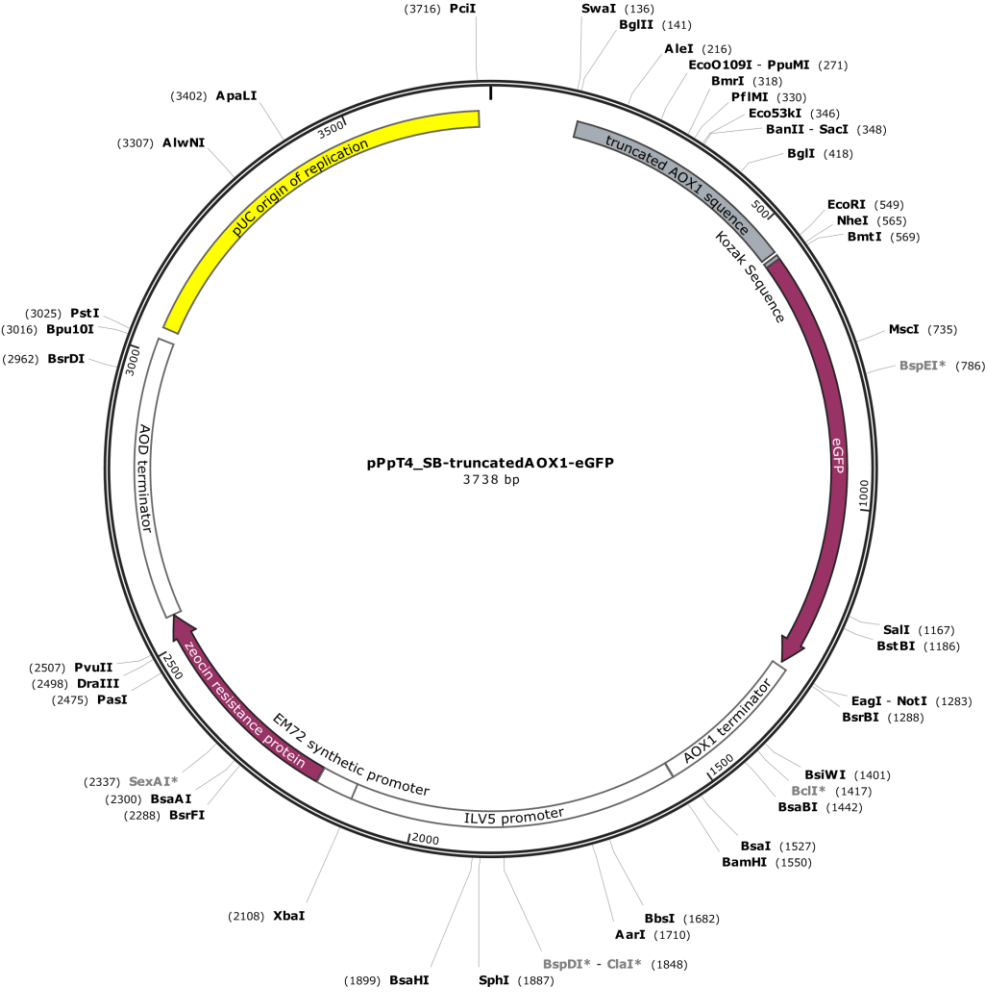 (3716) PciI
SwaI (136)
BglII (141)
AleI (216)
EcoO109I - PpuMI (271)
BmrI (318)
PflMI (330)
Eco53kI (346)
BanII - SacI (348)
BglI (418)
EcoRI (549)
NheI (565)
BmtI (569)
MscI (735)
BspEI* (786)
SalI (1167)
BstBI (1186)
EagI - NotI (1283)
BsrBI (1288)
BsiWI (1401)
BclI* (1417)
BsaBI (1442)
BsaI (1527)
BamHI (1550)
BbsI (1682)
AarI (1710)
BspDI* - ClaI* (1848)
SphI (1887)
(1899) BsaHI
(2108) XbaI
(2288) BsrFI
(2300) BsaAI
(2337) SexAI*
(2475) PasI
(2498) DraIII
(2507) PvuII
(2962) BsrDI
(3016) Bpu10I
(3025) PstI
(3307) AlwNI
(3402) ApaLI
500
1000
1500
2000
2500
3000
3500
truncated AOX1 squence
Kozak Sequence
eGFP
AOX1 terminator
ILV5 promoter
EM72 synthetic promoter
zeocin resistance protein
AOD terminator
pUC origin of replication
pPpT4_SB-truncatedAOX1-eGFP
3738 bp